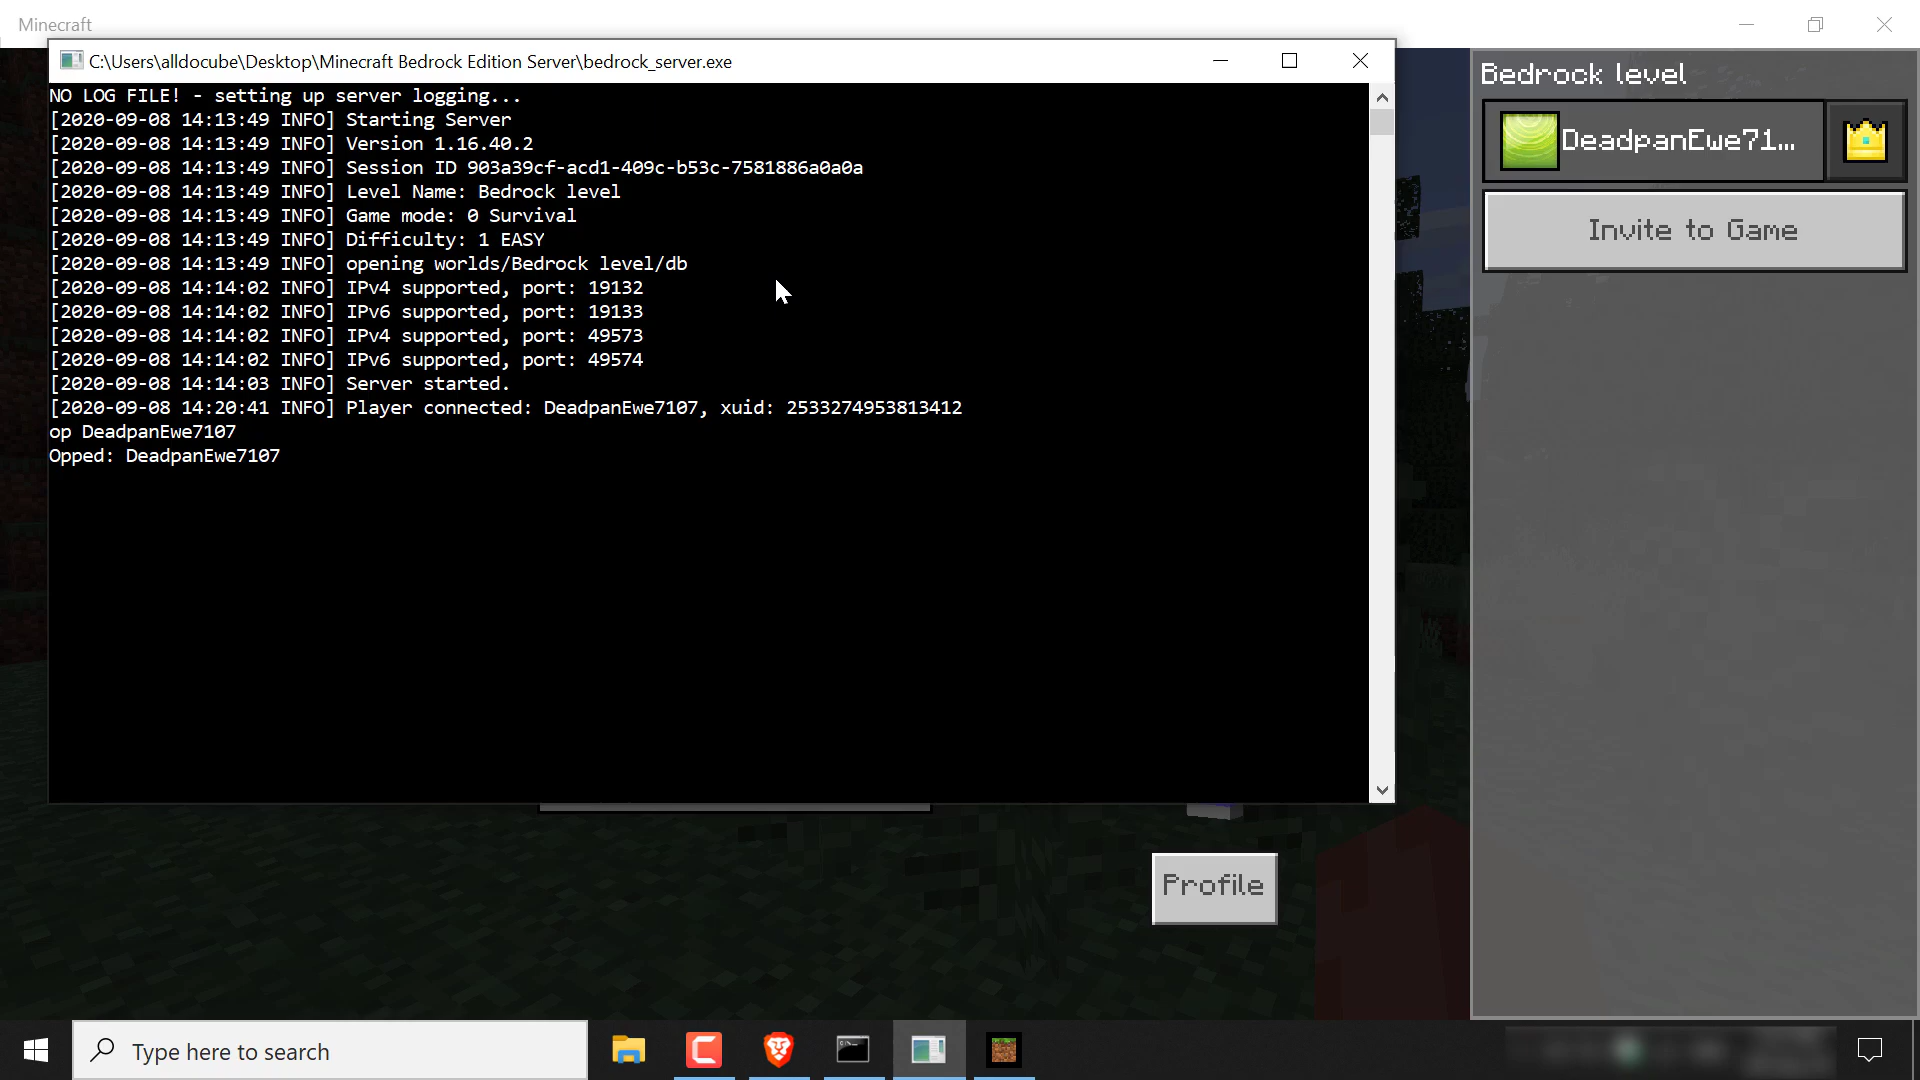 Minecraft
C:\Users\alldocube\Desktop\Minecraft Bedrock Edition Server\bedrock_server.exe
NO LOG FILE! - setting up server logging...
[2020-09-08 14:13:49 INFO] Starting Server
[2020-09-08 14:13:49 INFO] Version 1.16.40.2
[2020-09-08 14:13:49 INFO] Session ID 903a39cf-acd1-409c-b53c-7581886a0a0a
[2020-09-08 14:13:49 INFO] Level Name: Bedrock level
[2020-09-08 14:13:49 INFO] Game mode: 0 Survival
[2020-09-08 14:13:49 INFO] Difficulty: 1 EASY
[2020-09-08 14:13:49 INFO] opening worlds/Bedrock level/db
[2020-09-08 14:14:02 INFO] IPv4 supported, port: 19132
[2020-09-08 14:14:02 INFO] IPv6 supported, port: 19133
[2020-09-08 14:14:02 INFO] IPv4 supported, port: 49573
[2020-09-08 14:14:02 INFO] IPv6 supported, port: 49574
[2020-09-08 14:14:03 INFO] Server started.
[2020-09-08 14:20:41 INFO] Player connected: DeadpanEwe7107, xuid: 2533274953813412
op DeadpanEwe7107
Opped: DeadpanEwe7107
Bedrock level
DeadpanEwe71...
Invite to Game
Profile
Type here to search